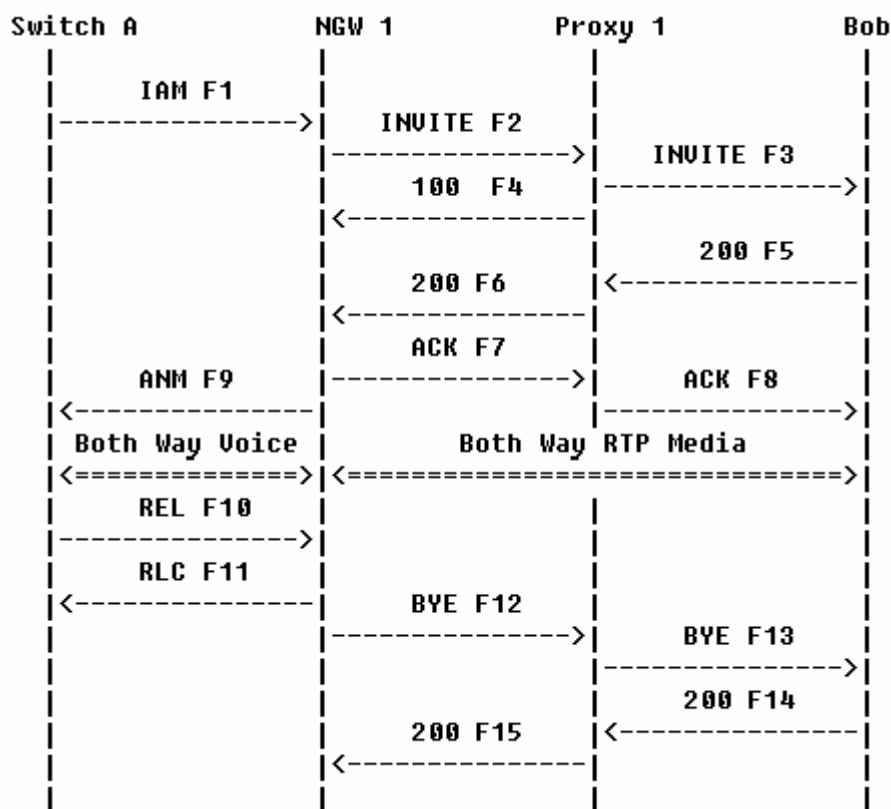 Switch A NGW 1 Proxy 1 Bob
IAM F1
INVITE F2
INVITE F3
100 F4
200 F5
200 F6
ACK F7
ANM F9 ACK F8
Both Way Voice Both Way RTP Media
REL F10
RLC F11
BYE F12
BYE F13
200 F14
200 F15